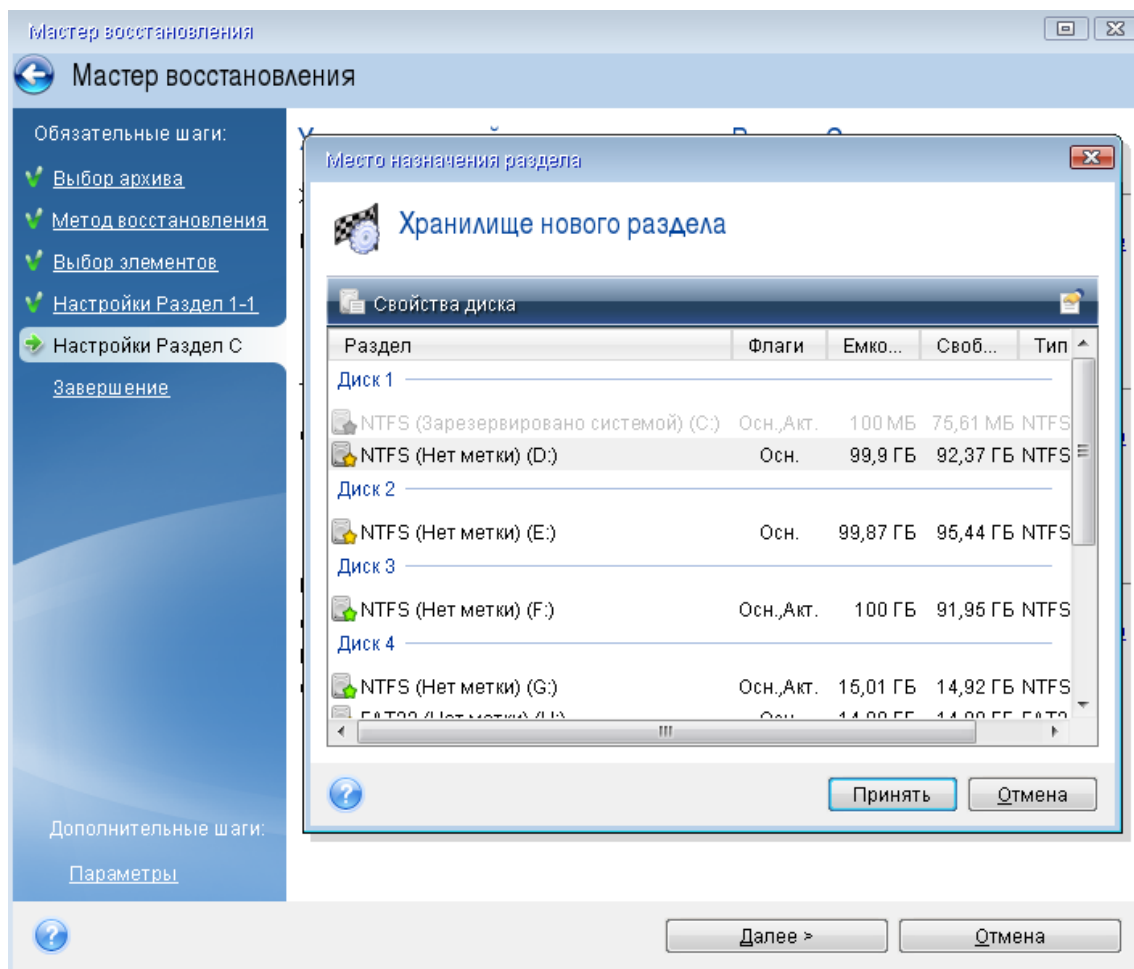 Мастер восстановления
Мастер восстановления
Обязательные шаги:
Выбор архива
Метод восстановления
Выбор элементов
Настройки Раздел 1-1
Настройки Раздел C
Завершение
Дополнительные шаги:
Параметры
Место назначения раздела
Хранилище нового раздела
Свойства диска
Раздел Флаги Емко... Своб... Тип
Диск 1
NTFS (Зарезервировано системой) (C:) Осн.,Акт. 100 МБ 75,61 МБ NTFS
NTFS (Нет метки) (D:) Осн. 99,9 ГБ 92,37 ГБ NTFS
Диск 2
NTFS (Нет метки) (E:) Осн. 99,87 ГБ 95,44 ГБ NTFS
Диск 3
NTFS (Нет метки) (F:) Осн.,Акт. 100 ГБ 91,95 ГБ NTFS
Диск 4
NTFS (Нет метки) (G:) Осн.,Акт. 15,01 ГБ 14,92 ГБ NTFS
Принять Отмена
Далее > Отмена